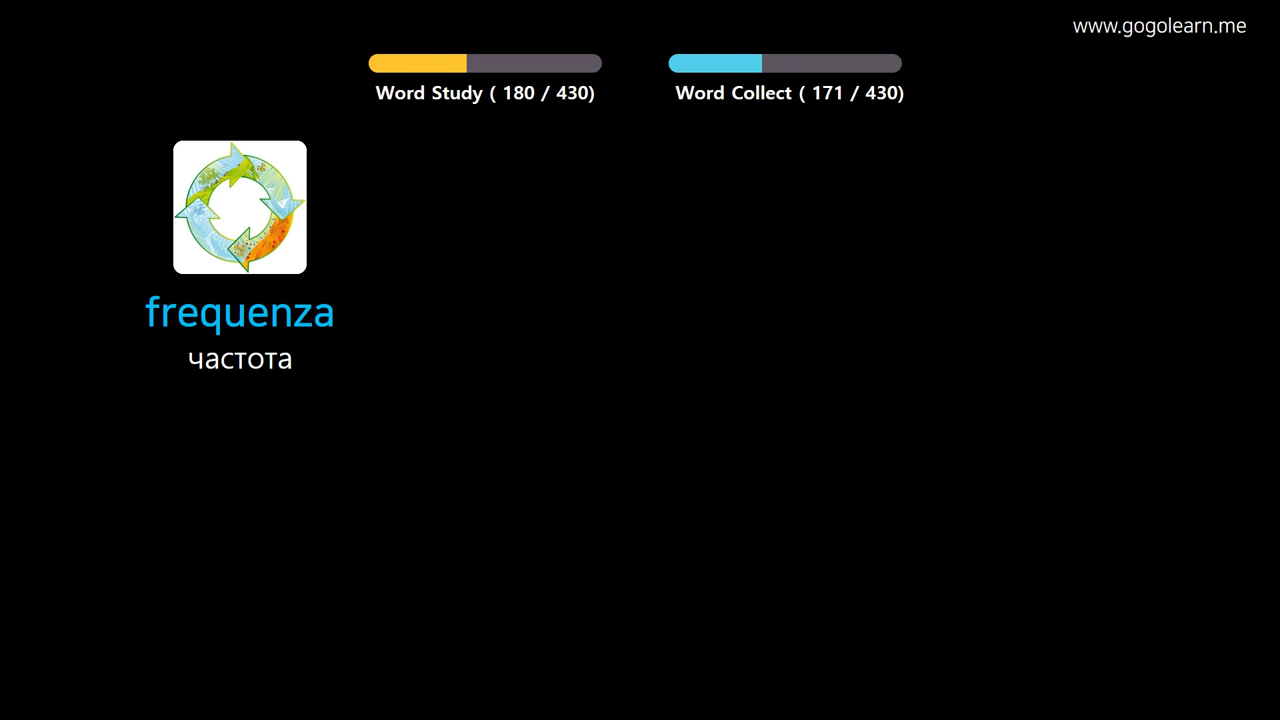 www.gogolearn.me
Word Study ( 180 / 430)
Word Collect ( 171 / 430)
frequenza
частота